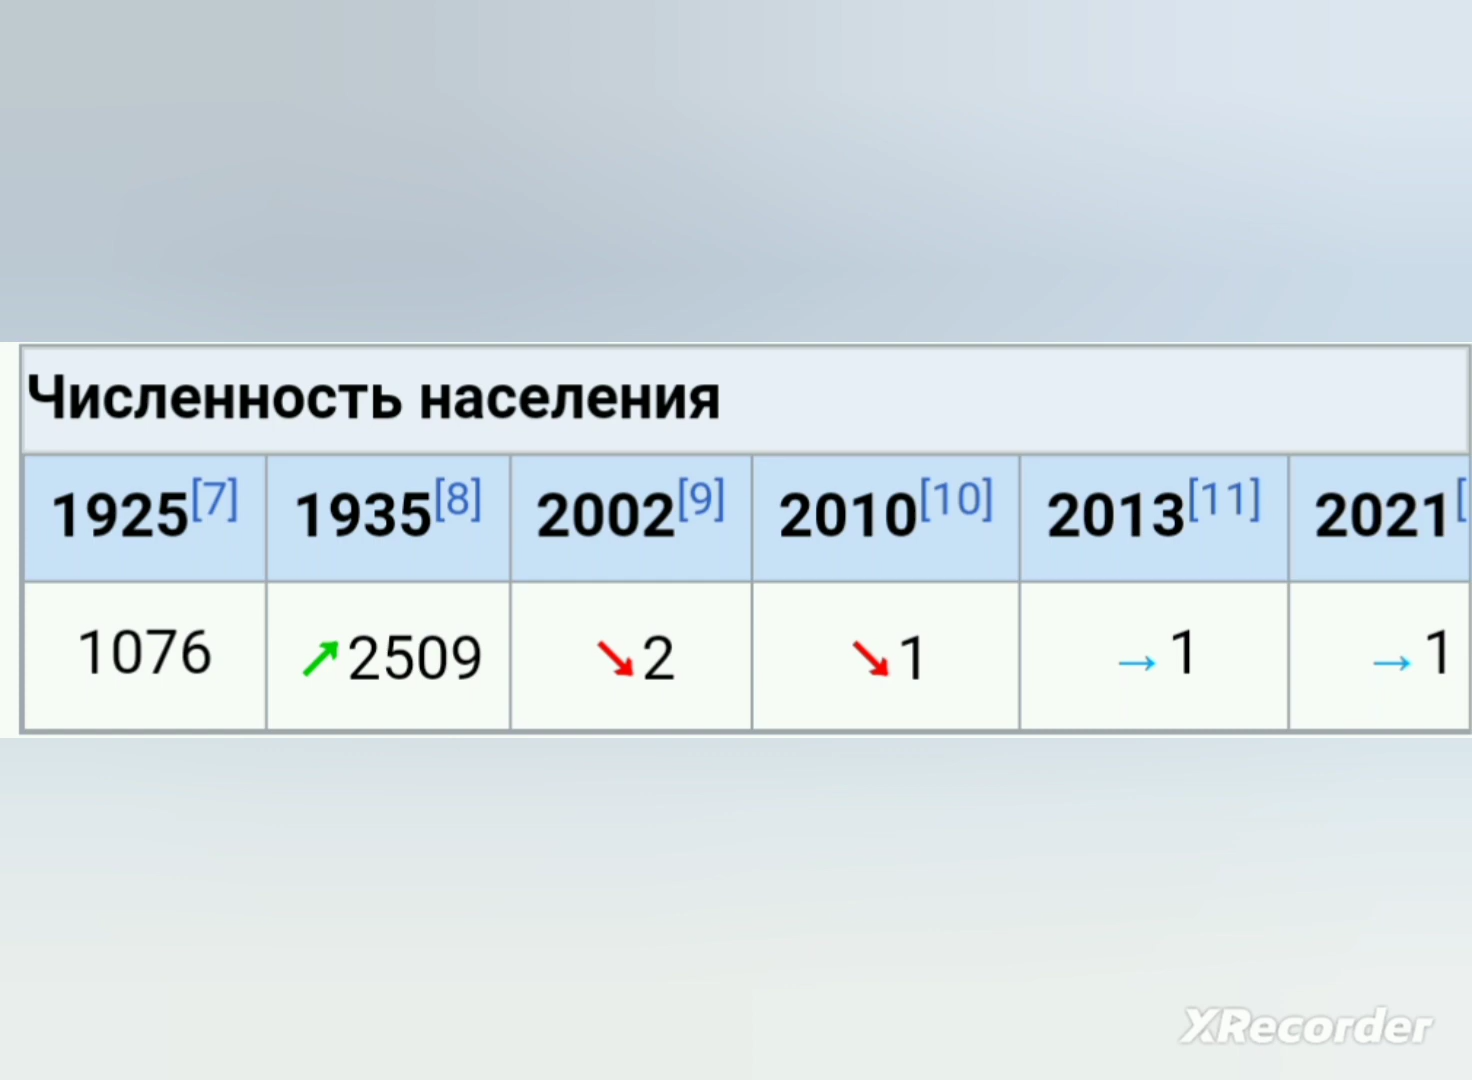 Численность населения
1925[7] 1935[8] 2002[9] 2010[10] 2013[11] 2021[
1076 ↗2509 ↘2 ↘1 →1 →1
XRecorder